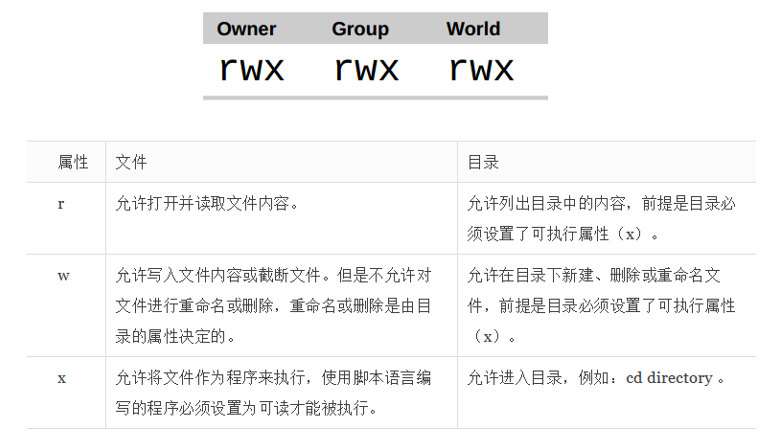 Owner Group World
rwx rwx rwx
属性 文件 目录
r 允许打开并读取文件内容。 允许列出目录中的内容，前提是目录必
须设置了可执行属性（x）。
w 允许写入文件内容或截断文件。但是不允许对 允许在目录下新建、删除或重命名文
文件进行重命名或删除，重命名或删除是由目 件，前提是目录必须设置了可执行属性
录的属性决定的。 （x）。
x 允许将文件作为程序来执行，使用脚本语言编 允许进入目录，例如：cd directory 。
写的程序必须设置为可读才能被执行。